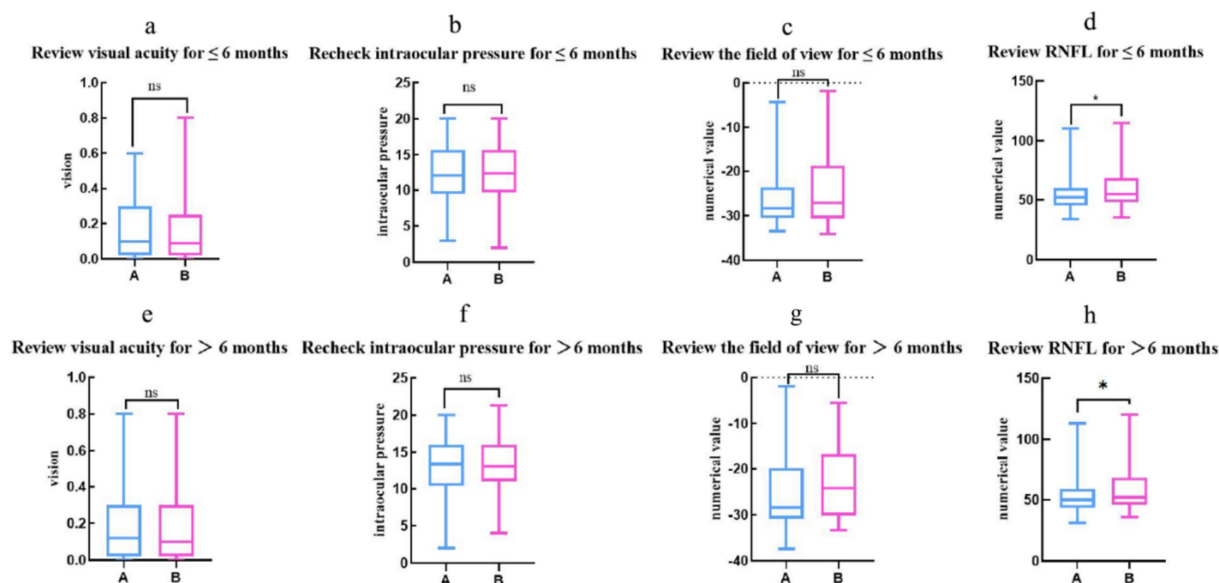 a
Review visual acuity for ≤ 6 months
vision
1.0
0.8
0.6
0.4
0.2
0.0
ns
A B
b
Recheck intraocular pressure for ≤ 6 months
intraocular pressure
25
20
15
10
5
0
ns
A B
c
Review the field of view for ≤ 6 months
numerical value
0
-10
-20
-30
-40
ns
A B
d
Review RNFL for ≤ 6 months
numerical value
150
100
50
0
*
A B
e
Review visual acuity for > 6 months
vision
1.0
0.8
0.6
0.4
0.2
0.0
ns
A B
f
Recheck intraocular pressure for > 6 months
intraocular pressure
25
20
15
10
5
0
ns
A B
g
Review the field of view for > 6 months
numerical value
0
-10
-20
-30
-40
ns
A B
h
Review RNFL for > 6 months
numerical value
150
100
50
0
*
A B